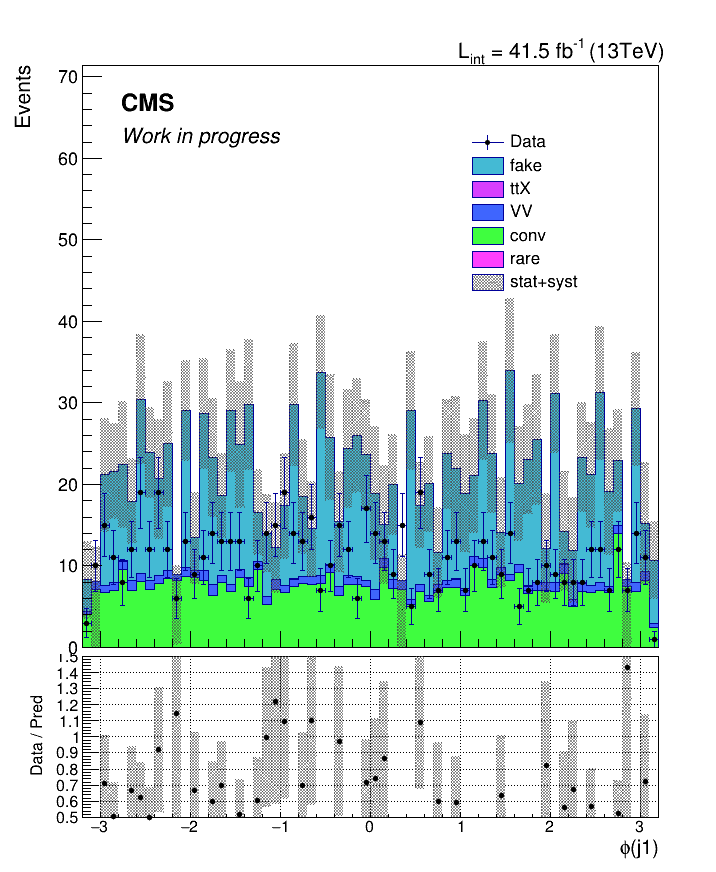 L_int = 41.5 fb^-1 (13TeV)
Events
70
CMS
Work in progress
60
Data
fake
ttX
VV
50
conv
rare
stat+syst
40
30
20
10
0
Data / Pred
1.5
1.4
1.3
1.2
1.1
1
0.9
0.8
0.7
0.6
0.5
−3 −2 −1 0 1 2 3
ϕ(j1)